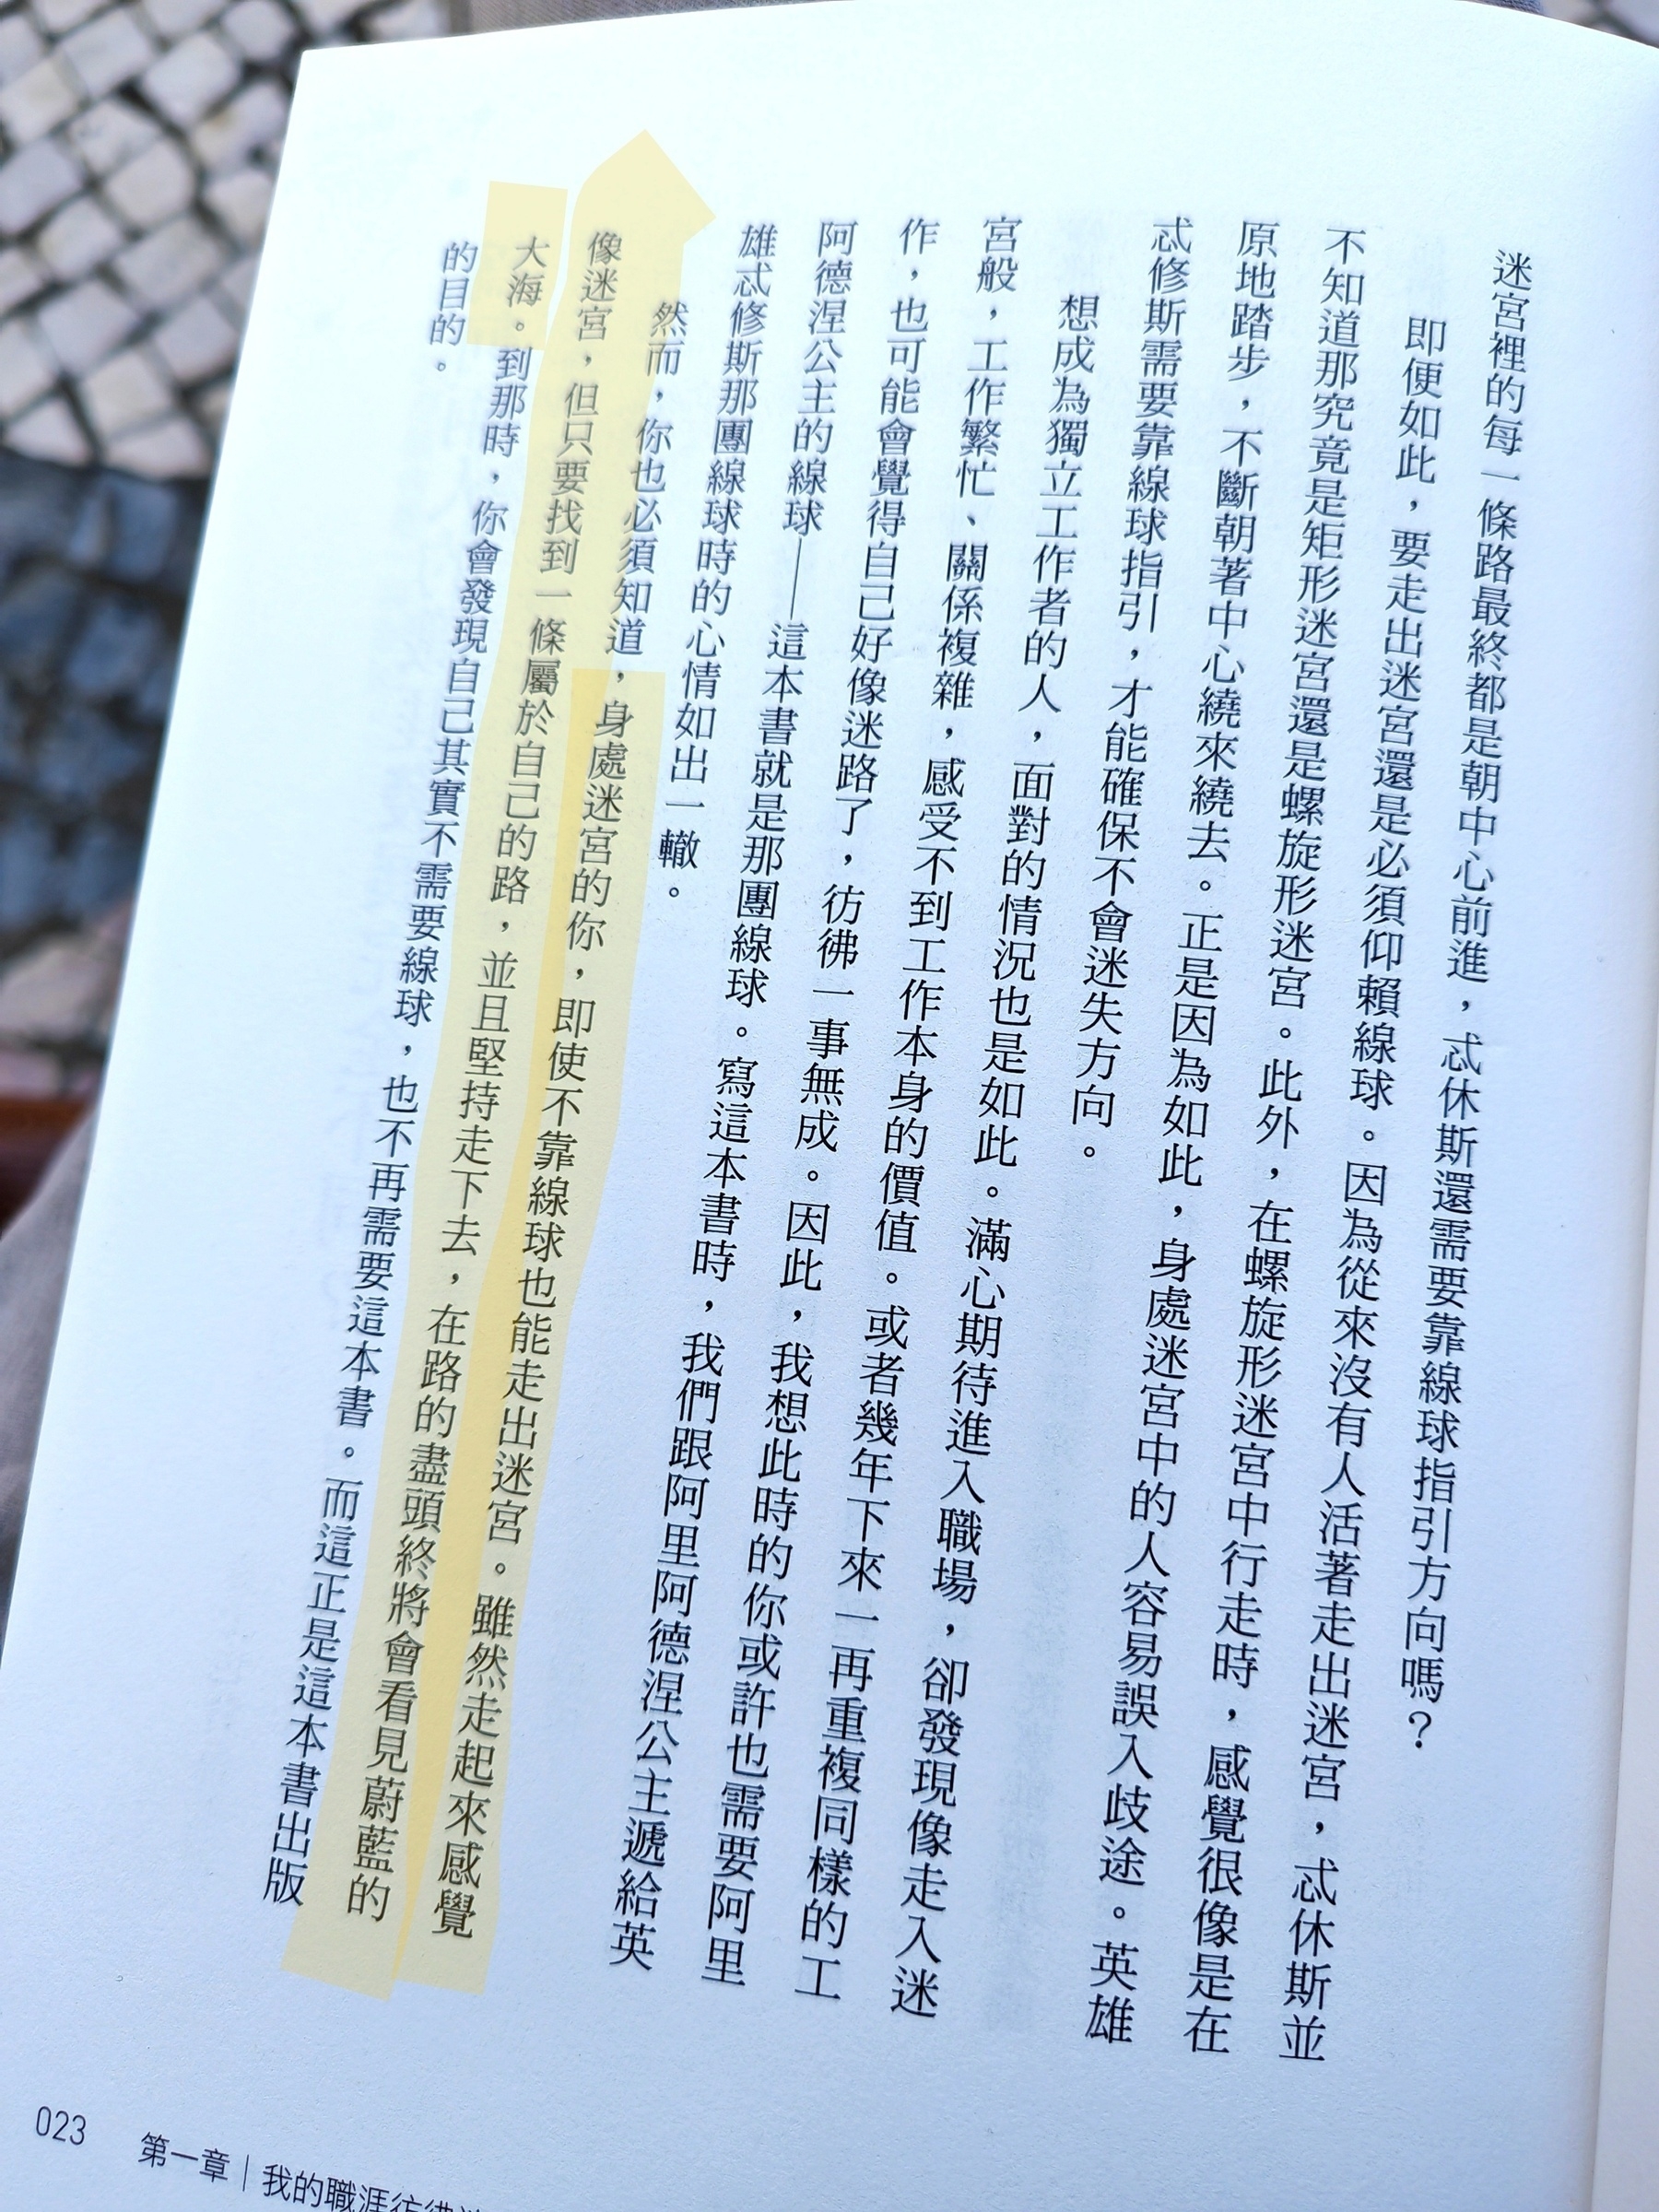 迷宮裡的每一條路最終都是朝中心前進，忒休斯還需要靠線球指引方向嗎？
即便如此，要走出迷宮還是必須仰賴線球。因為從來沒有人活著走出迷宮，忒休斯並
不知道那究竟是矩形迷宮還是螺旋形迷宮。此外，在螺旋形迷宮中行走時，感覺很像是在
原地踏步，不斷朝著中心繞來繞去。正是因為如此，身處迷宮中的人容易誤入歧途。英雄
忒修斯需要靠線球指引，才能確保不會迷失方向。
想成為獨立工作者的人，面對的情況也是如此。滿心期待進入職場，卻發現像走入迷
宮般，工作繁忙、關係複雜，感受不到工作本身的價值。或者幾年下來一再重複同樣的工
作，也可能會覺得自己好像迷路了，彷彿一事無成。因此，我想此時的你或許也需要阿里
阿德涅公主的線球——這本書就是那團線球。寫這本書時，我們跟阿里阿德涅公主遞給英
雄忒修斯那團線球時的心情如出一轍。
然而，你也必須知道，身處迷宮的你，即使不靠線球也能走出迷宮。雖然走起來感覺
像迷宮，但只要找到一條屬於自己的路，並且堅持走下去，在路的盡頭終將會看見蔚藍的
大海。到那時，你會發現自己其實不需要線球，也不再需要這本書。而這正是這本書出版
的目的。
023 第一章｜我的職涯彷彿